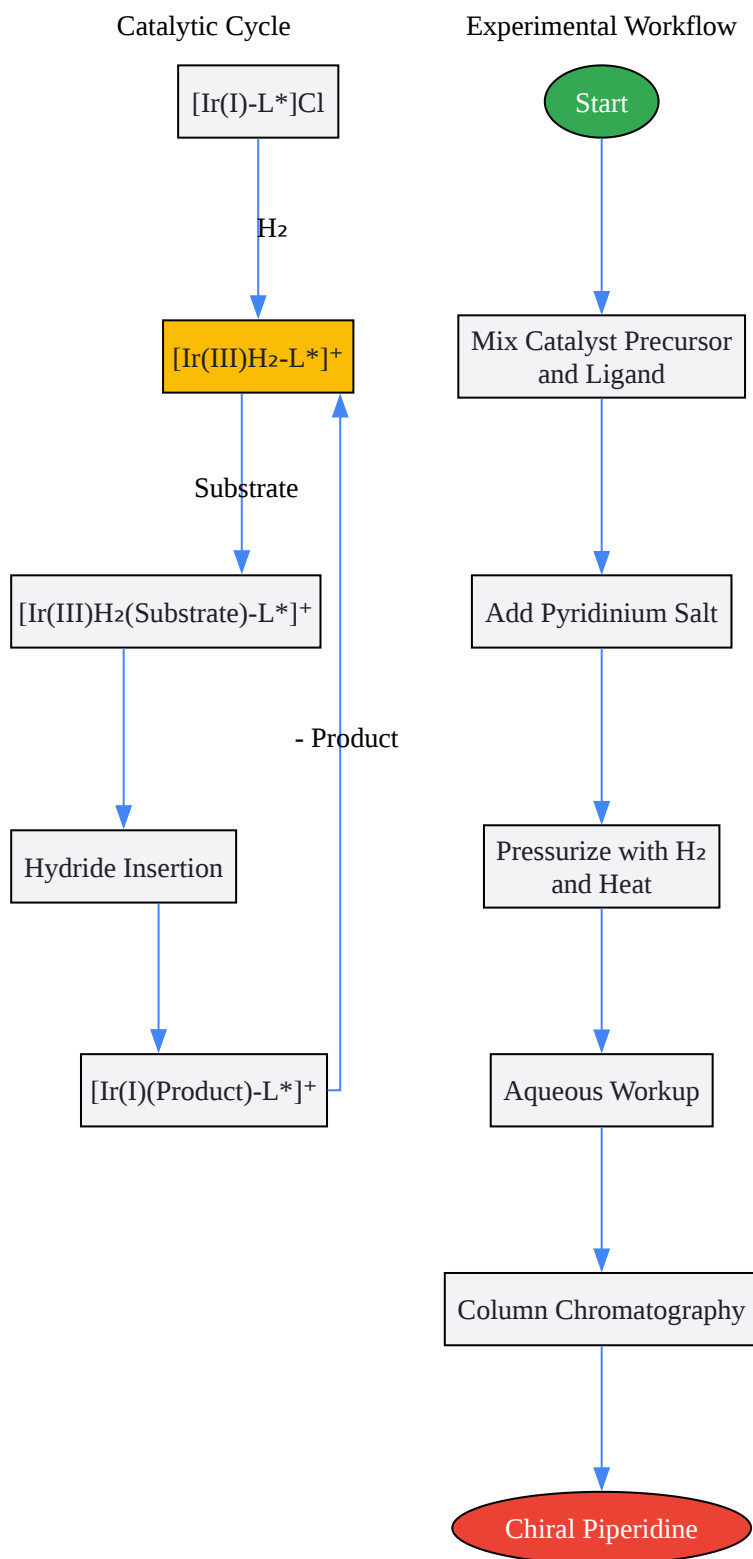 Catalytic Cycle
[Ir(I)-L*]Cl
H₂
[Ir(III)H₂-L*]⁺
Substrate
[Ir(III)H₂(Substrate)-L*]⁺
- Product
Hydride Insertion
[Ir(I)(Product)-L*]⁺
Experimental Workflow
Start
Mix Catalyst Precursor
and Ligand
Add Pyridinium Salt
Pressurize with H₂
and Heat
Aqueous Workup
Column Chromatography
Chiral Piperidine